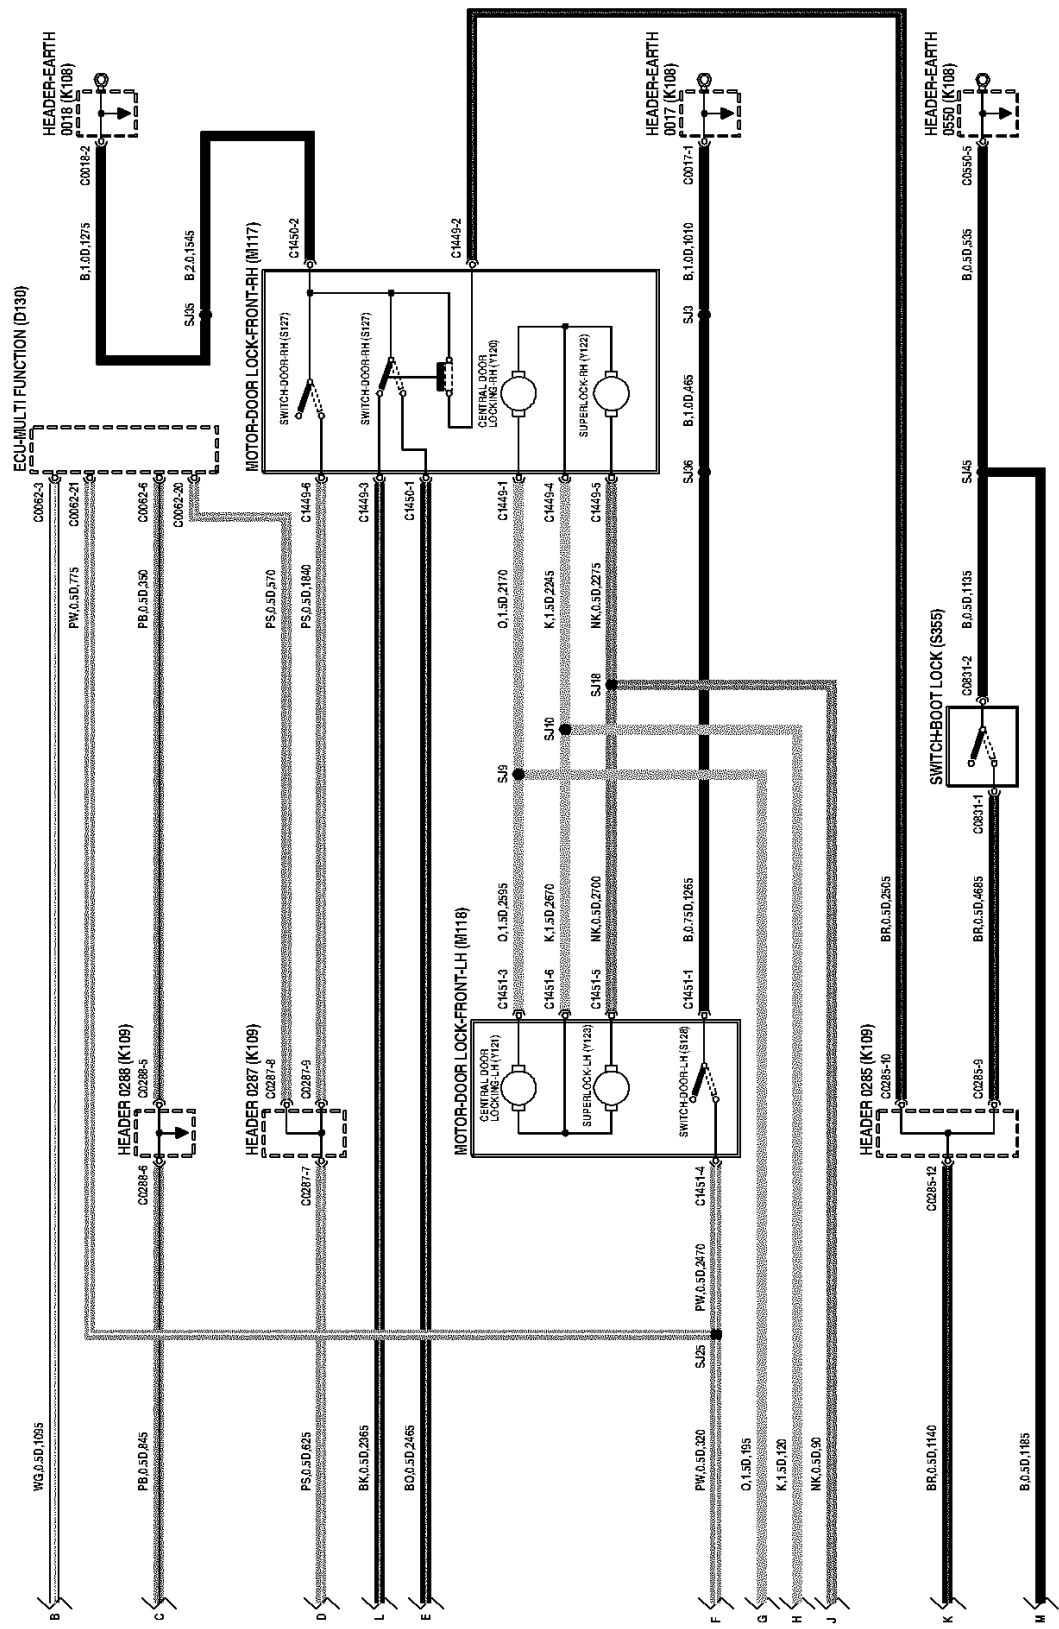 HEADER-EARTH
0018 (K108)
C0018-2
B,1.0D,1275
B,2.0,1545
SJ35
C1450-2
C1449-2
HEADER-EARTH
0017 (K108)
C0017-1
B,1.0D,1010
SJ3
B,1.0D,465
SJ36
HEADER-EARTH
0550 (K108)
C0550-5
B,0.5D,535
SJ45
B,0.5D,1135
C0831-2
ECU-MULTI FUNCTION (D130)
C0062-3
C0062-21
C0062-6
C0062-20
PW,0.5D,775
PB,0.5D,350
PS,0.5D,570
PS,0.5D,1840
MOTOR-DOOR LOCK-FRONT-RH (M117)
SWITCH-DOOR-RH (S127)
SWITCH-DOOR-RH (S127)
CENTRAL DOOR
LOCKING-RH (Y120)
SUPERLOCK-RH (Y122)
C1449-6
C1449-3
C1450-1
C1449-1
C1449-4
C1449-5
O,1.5D,2170
K,1.5D,2245
NK,0.5D,2275
SJ18
SJ10
SJ9
SWITCH-BOOT LOCK (S355)
C0831-1
O,1.5D,2595
K,1.5D,2670
NK,0.5D,2700
B,0.75D,1265
BR,0.5D,2505
BR,0.5D,4685
C1451-3
C1451-6
C1451-5
C1451-1
MOTOR-DOOR LOCK-FRONT-LH (M118)
CENTRAL DOOR
LOCKING-LH (Y121)
SUPERLOCK-LH (Y123)
SWITCH-DOOR-LH (S128)
C1451-4
HEADER 0288 (K109)
C0288-5
C0288-6
HEADER 0287 (K109)
C0287-8
C0287-9
C0287-7
HEADER 0285 (K109)
C0285-10
C0285-9
C0285-12
PW,0.5D,2470
SJ25
WG,0.5D,1095
PB,0.5D,845
PS,0.5D,625
BK,0.5D,2365
BO,0.5D,2465
PW,0.5D,320
O,1.5D,195
K,1.5D,120
NK,0.5D,90
BR,0.5D,1140
B,0.5D,1185
B
C
D
L
E
F
G
H
J
K
M